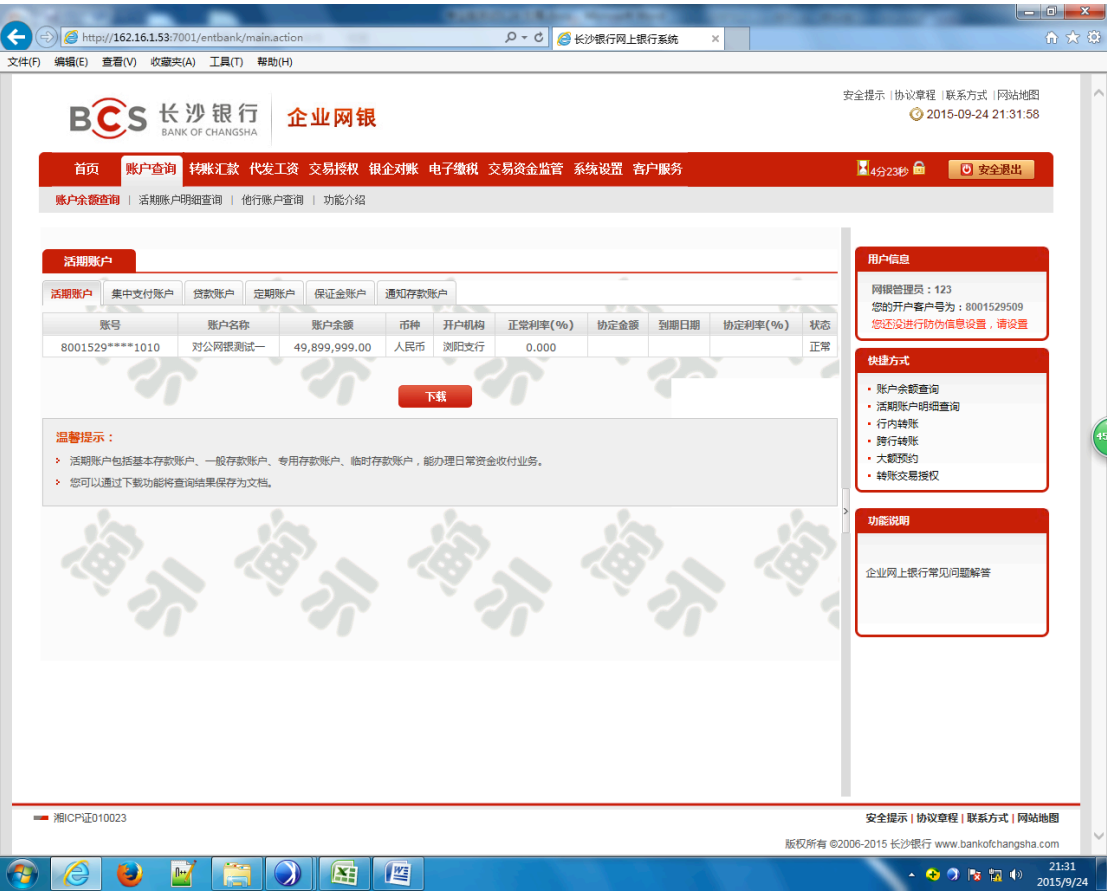 http://162.16.1.53:7001/entbank/main.action
长沙银行网上银行系统
文件(F) 编辑(E) 查看(V) 收藏夹(A) 工具(T) 帮助(H)
安全提示 | 协议章程 | 联系方式 | 网站地图
BCS 长沙银行 企业网银
BANK OF CHANGSHA
2015-09-24 21:31:58
首页 账户查询 转账汇款 代发工资 交易授权 银企对账 电子缴税 交易资金监管 系统设置 客户服务
4分23秒
安全退出
账户余额查询 | 活期账户明细查询 | 他行账户查询 | 功能介绍
活期账户
活期账户 集中支付账户 贷款账户 定期账户 保证金账户 通知存款账户
账号 账户名称 账户余额 币种 开户机构 正常利率(%) 协定金额 到期日期 协定利率(%) 状态
8001529****1010 对公网银测试一 49,899,999.00 人民币 浏阳支行 0.000 正常
下载
温馨提示：
活期账户包括基本存款账户、一般存款账户、专用存款账户、临时存款账户，能办理日常资金收付业务。
您可以通过下载功能将查询结果保存为文档。
演示 演示 演示 演示 演
用户信息
网银管理员：123
您的开户客户号为：8001529509
您还没进行防伪信息设置，请设置
快捷方式
账户余额查询
活期账户明细查询
行内转账
跨行转账
大额预约
转账交易授权
45
功能说明
企业网上银行常见问题解答
湘ICP证010023
安全提示 | 协议章程 | 联系方式 | 网站地图
版权所有 ©2006-2015 长沙银行 www.bankofchangsha.com
21:31
2015/9/24